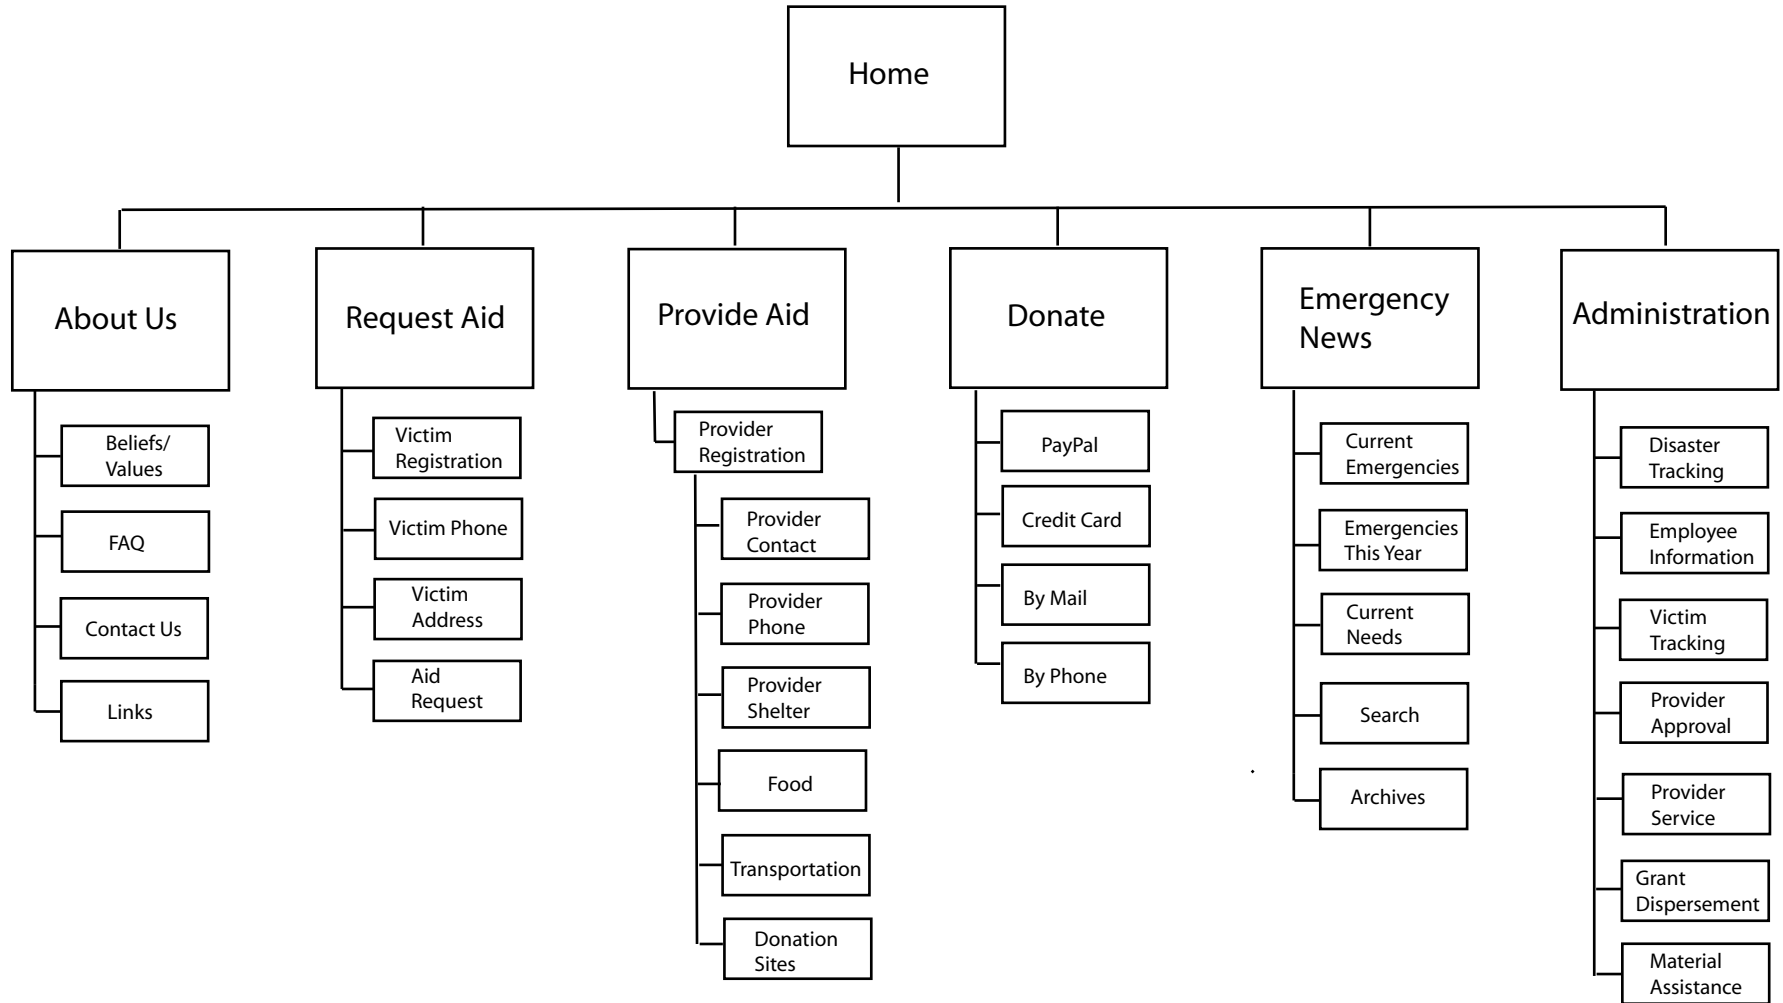 Home
About Us
Request Aid
Provide Aid
Donate
Emergency
News
Administration
Beliefs/
Values
FAQ
Contact Us
Links
Victim
Registration
Victim Phone
Victim
Address
Aid
Request
Provider
Registration
Provider
Contact
Provider
Phone
Provider
Shelter
Food
Transportation
Donation
Sites
PayPal
Credit Card
By Mail
By Phone
Current
Emergencies
Emergencies
This Year
Current
Needs
Search
Archives
Disaster
Tracking
Employee
Information
Victim
Tracking
Provider
Approval
Provider
Service
Grant
Dispersement
Material
Assistance